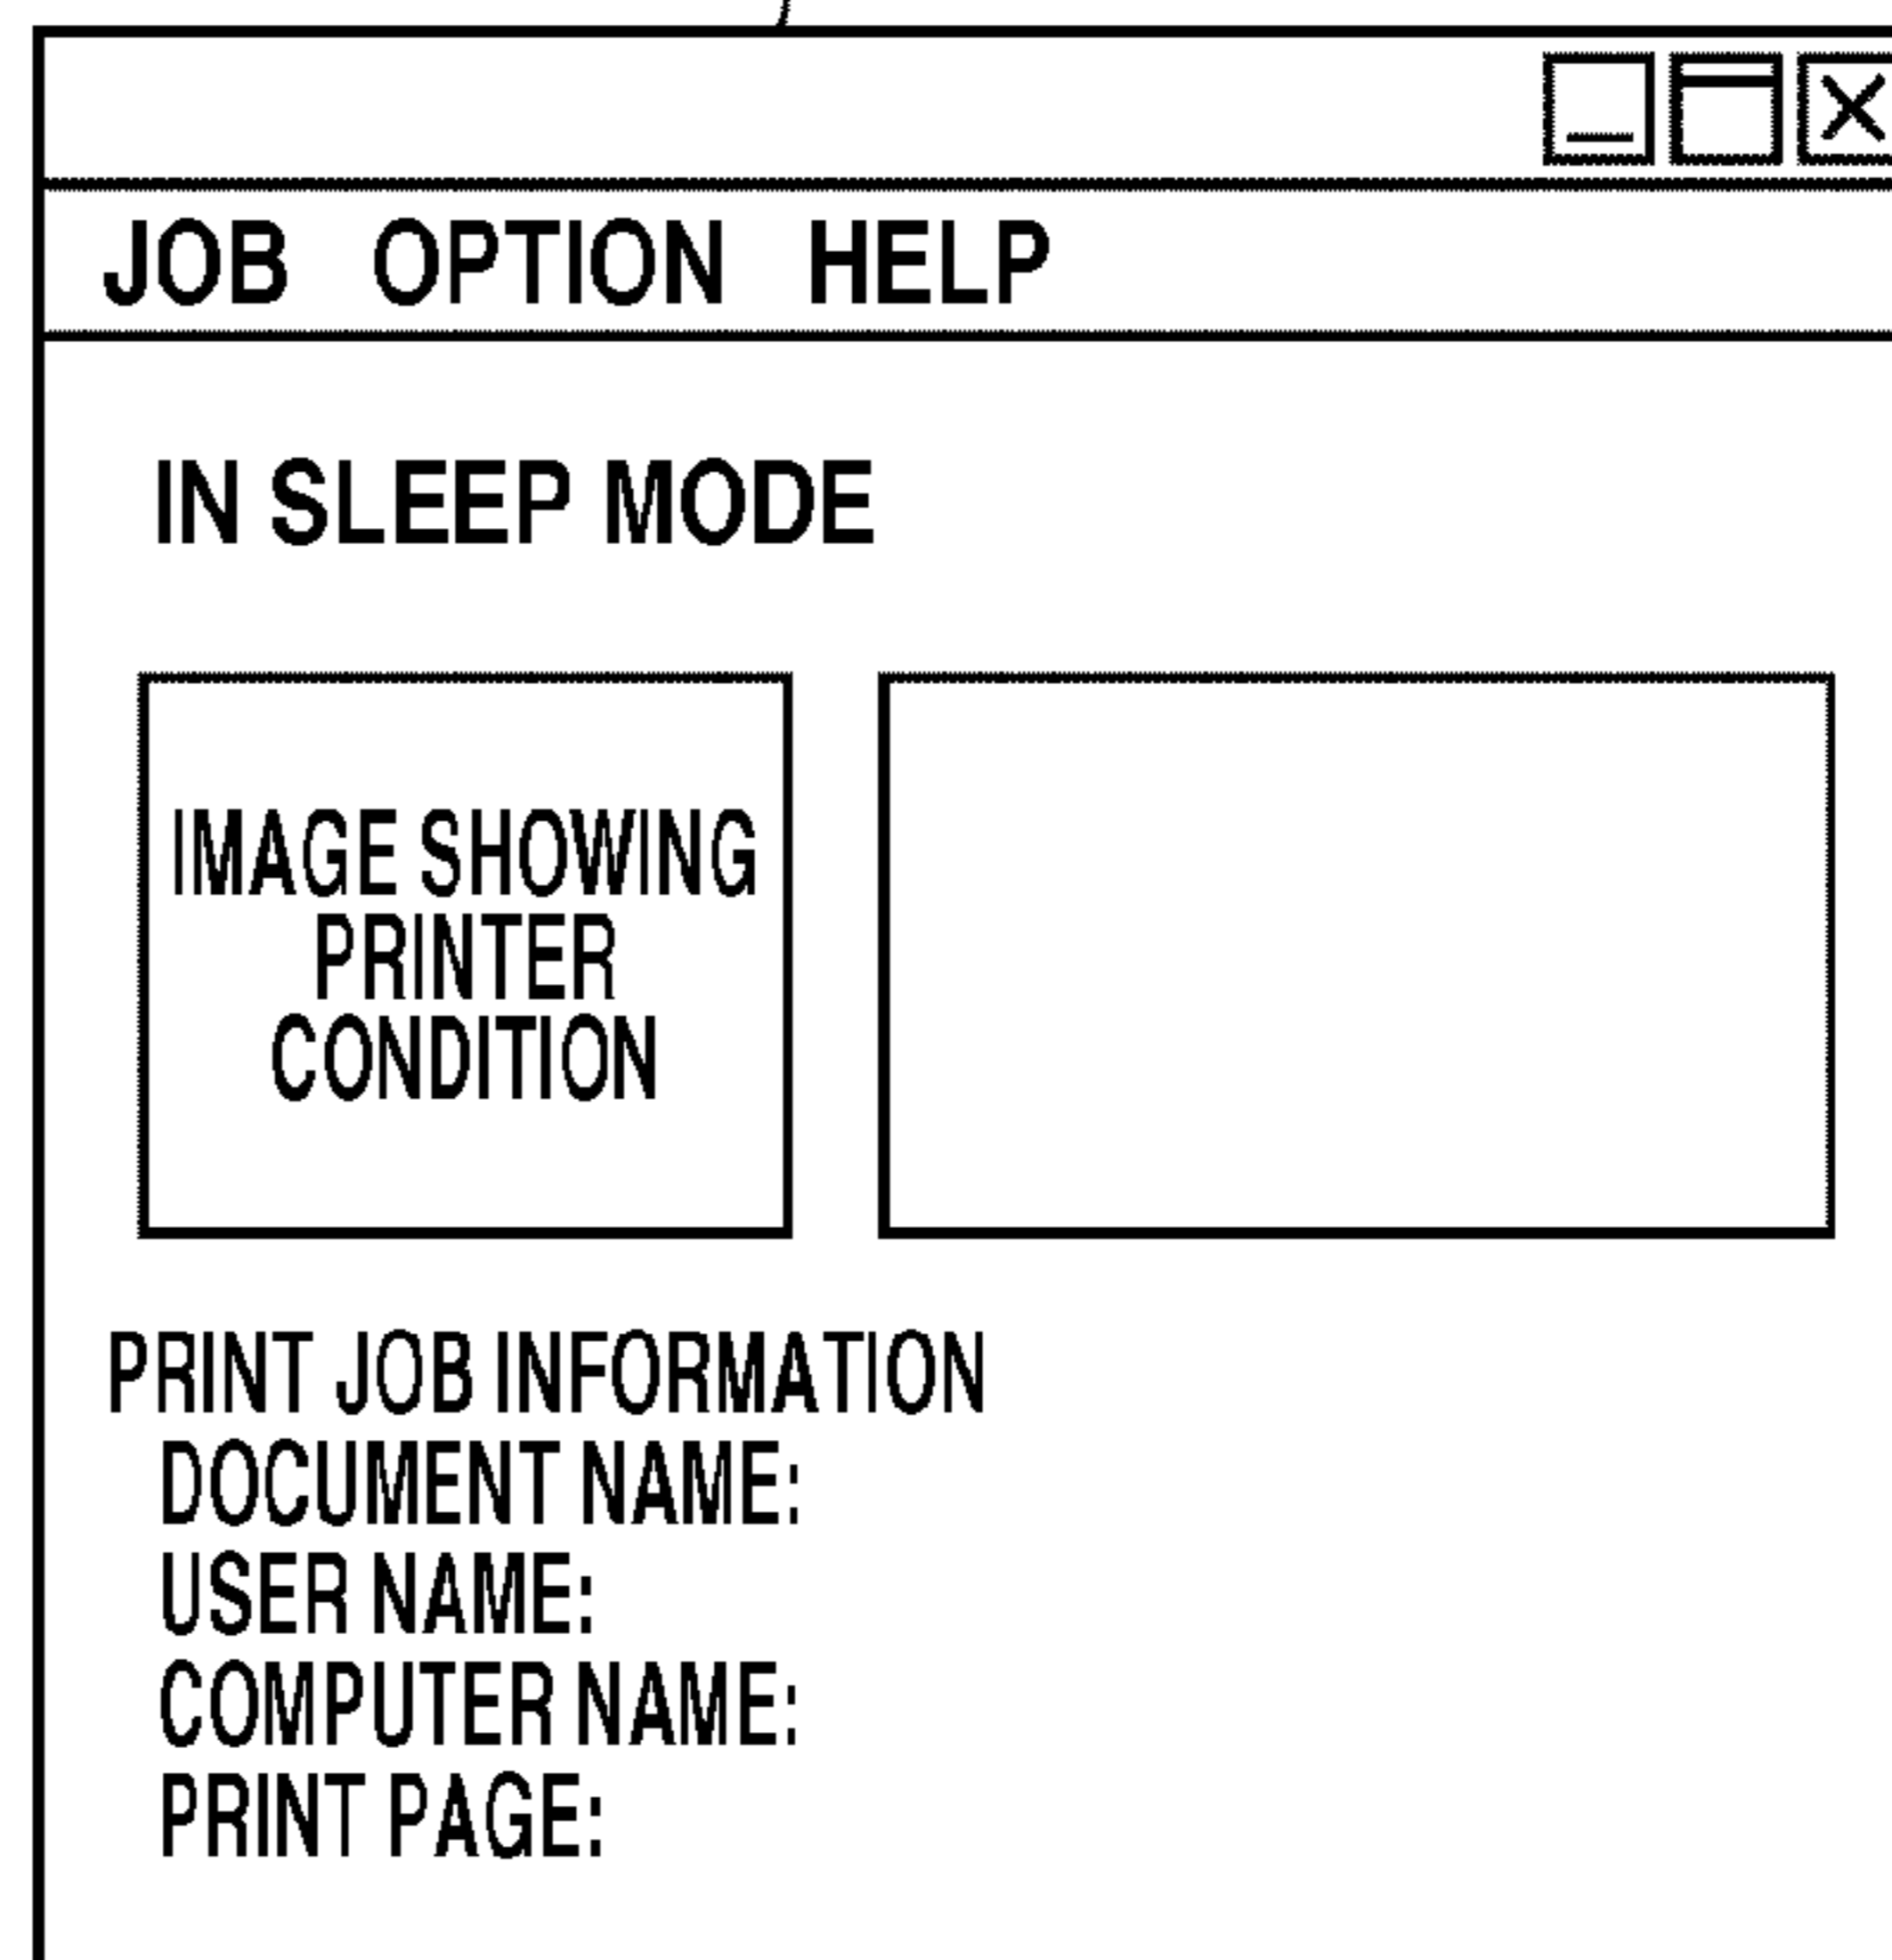 JOB OPTION HELP
IN SLEEP MODE
IMAGE SHOWING
PRINTER
CONDITION
PRINT JOB INFORMATION
DOCUMENT NAME:
USER NAME:
COMPUTER NAME:
PRINT PAGE: